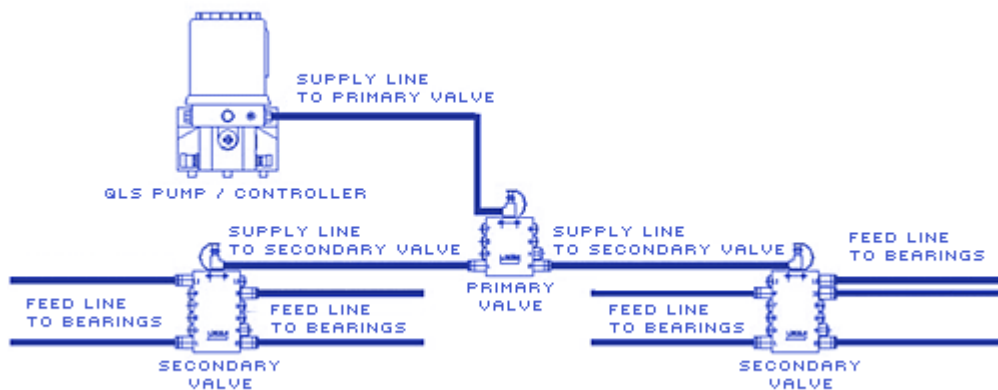 SUPPLY LINE
TO PRIMARY VALVE
QLS PUMP / CONTROLLER
SUPPLY LINE
TO SECONDARY VALVE
SUPPLY LINE
TO SECONDARY VALVE
FEED LINE
TO BEARINGS
PRIMARY
VALVE
FEED LINE
TO BEARINGS
FEED LINE
TO BEARINGS
FEED LINE
TO BEARINGS
SECONDARY
VALVE
SECONDARY
VALVE